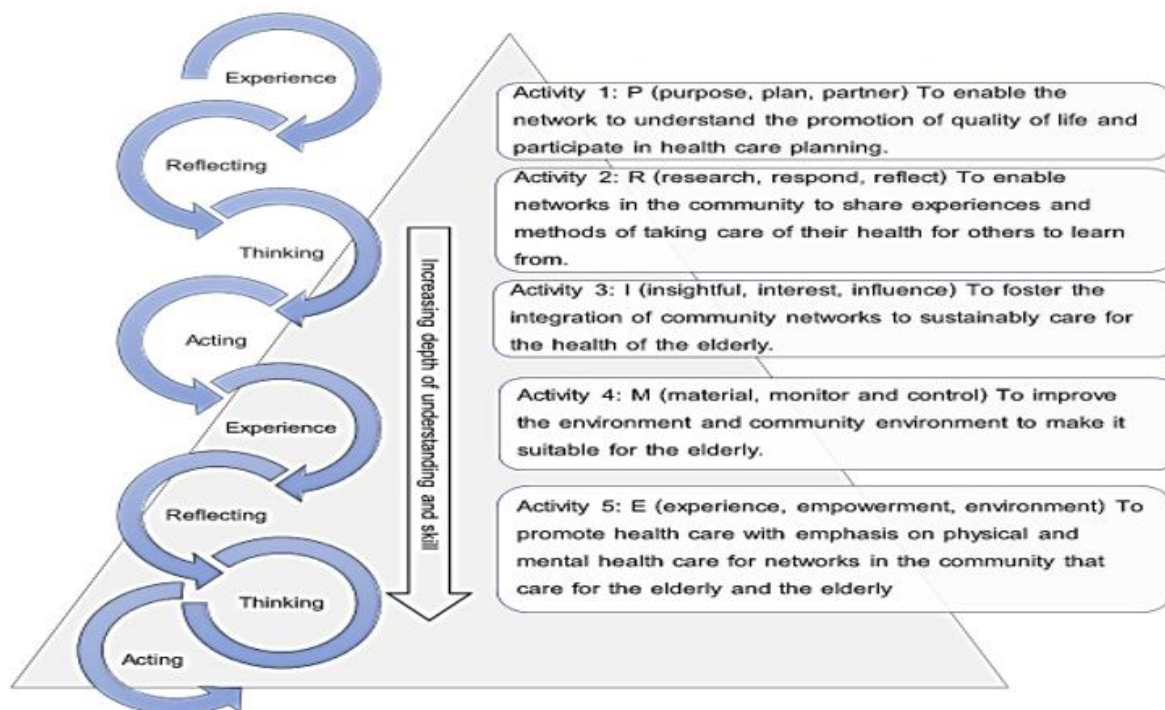 Experience
Reflecting
Thinking
Acting
Experience
Reflecting
Thinking
Acting
Increasing depth of understanding and skill
Activity 1: P (purpose, plan, partner) To enable the
network to understand the promotion of quality of life and
participate in health care planning.
Activity 2: R (research, respond, reflect) To enable
networks in the community to share experiences and
methods of taking care of their health for others to learn
from.
Activity 3: I (insightful, interest, influence) To foster the
integration of community networks to sustainably care for
the health of the elderly.
Activity 4: M (material, monitor and control) To improve
the environment and community environment to make it
suitable for the elderly.
Activity 5: E (experience, empowerment, environment) To
promote health care with emphasis on physical and
mental health care for networks in the community that
care for the elderly and the elderly